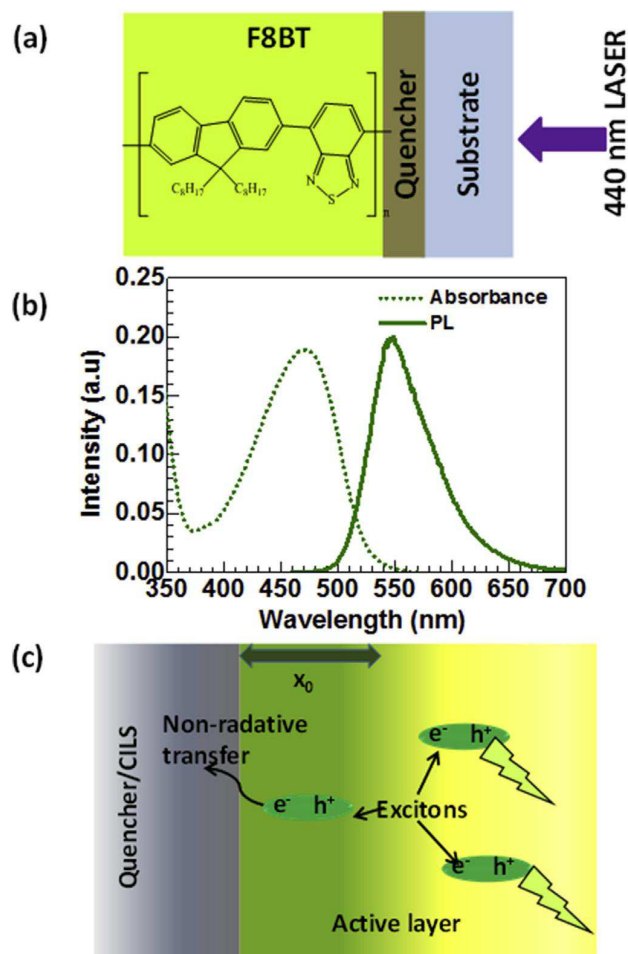 (a)
F8BT
N
N
S
C8H17
C8H17
n
Quencher
Substrate
440 nm LASER
(b)
Absorbance
PL
Intensity (a.u)
0.25
0.20
0.15
0.10
0.05
0.00
350 400 450 500 550 600 650 700
Wavelength (nm)
(c)
x0
Quencher/CILS
Non-radative
transfer
e- h+
e- h+
Excitons
e- h+
Active layer